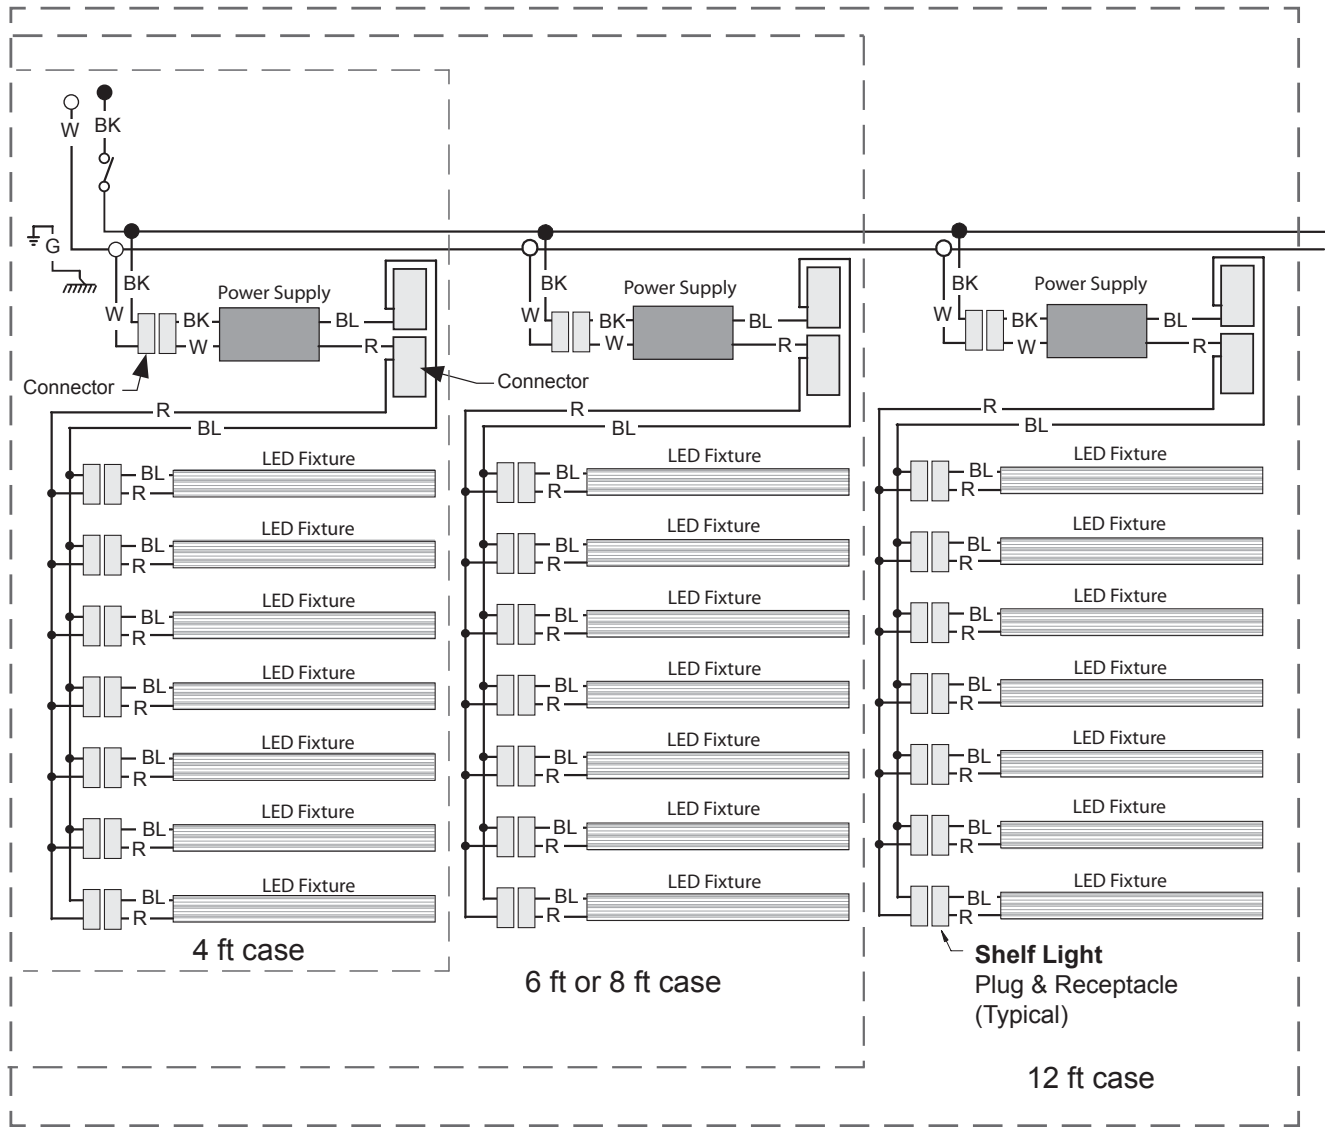 W
BK
G
BK
W
Power Supply
BK
W
BL
R
Connector
Connector
R
BL
LED Fixture
BL
R
LED Fixture
BL
R
LED Fixture
BL
R
LED Fixture
BL
R
LED Fixture
BL
R
LED Fixture
BL
R
LED Fixture
BL
R
4 ft case
BK
W
Power Supply
BK
W
BL
R
R
BL
LED Fixture
BL
R
LED Fixture
BL
R
LED Fixture
BL
R
LED Fixture
BL
R
LED Fixture
BL
R
LED Fixture
BL
R
LED Fixture
BL
R
6 ft or 8 ft case
BK
W
Power Supply
BK
W
BL
R
R
BL
LED Fixture
BL
R
LED Fixture
BL
R
LED Fixture
BL
R
LED Fixture
BL
R
LED Fixture
BL
R
LED Fixture
BL
R
LED Fixture
BL
R
Shelf Light
Plug & Receptacle
(Typical)
12 ft case